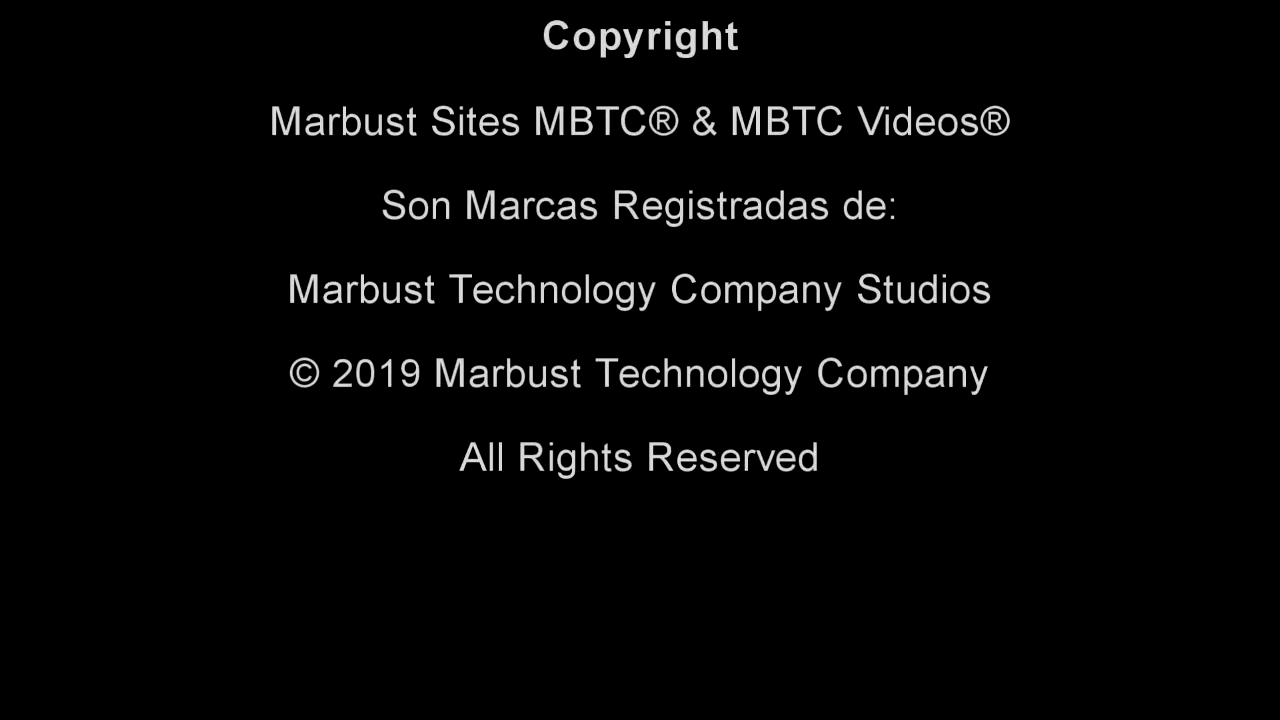 Copyright
Marbust Sites MBTC® & MBTC Videos®
Son Marcas Registradas de:
Marbust Technology Company Studios
© 2019 Marbust Technology Company
All Rights Reserved